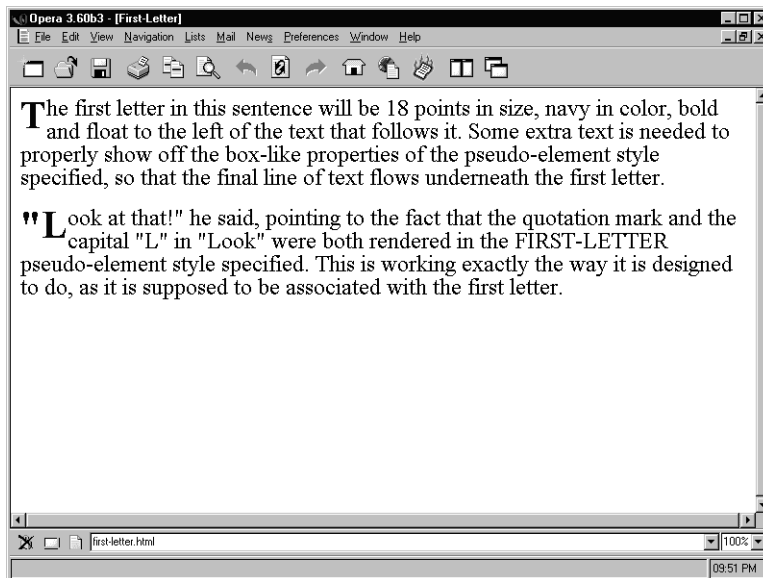 Opera 3.60b3 - [First-Letter]
File Edit View Navigation Lists Mail News Preferences Window Help
The first letter in this sentence will be 18 points in size, navy in color, bold
and float to the left of the text that follows it. Some extra text is needed to
properly show off the box-like properties of the pseudo-element style
specified, so that the final line of text flows underneath the first letter.
"Look at that!" he said, pointing to the fact that the quotation mark and the
capital "L" in "Look" were both rendered in the FIRST-LETTER
pseudo-element style specified. This is working exactly the way it is designed
to do, as it is supposed to be associated with the first letter.
first-letter.html 100%
09:51 PM